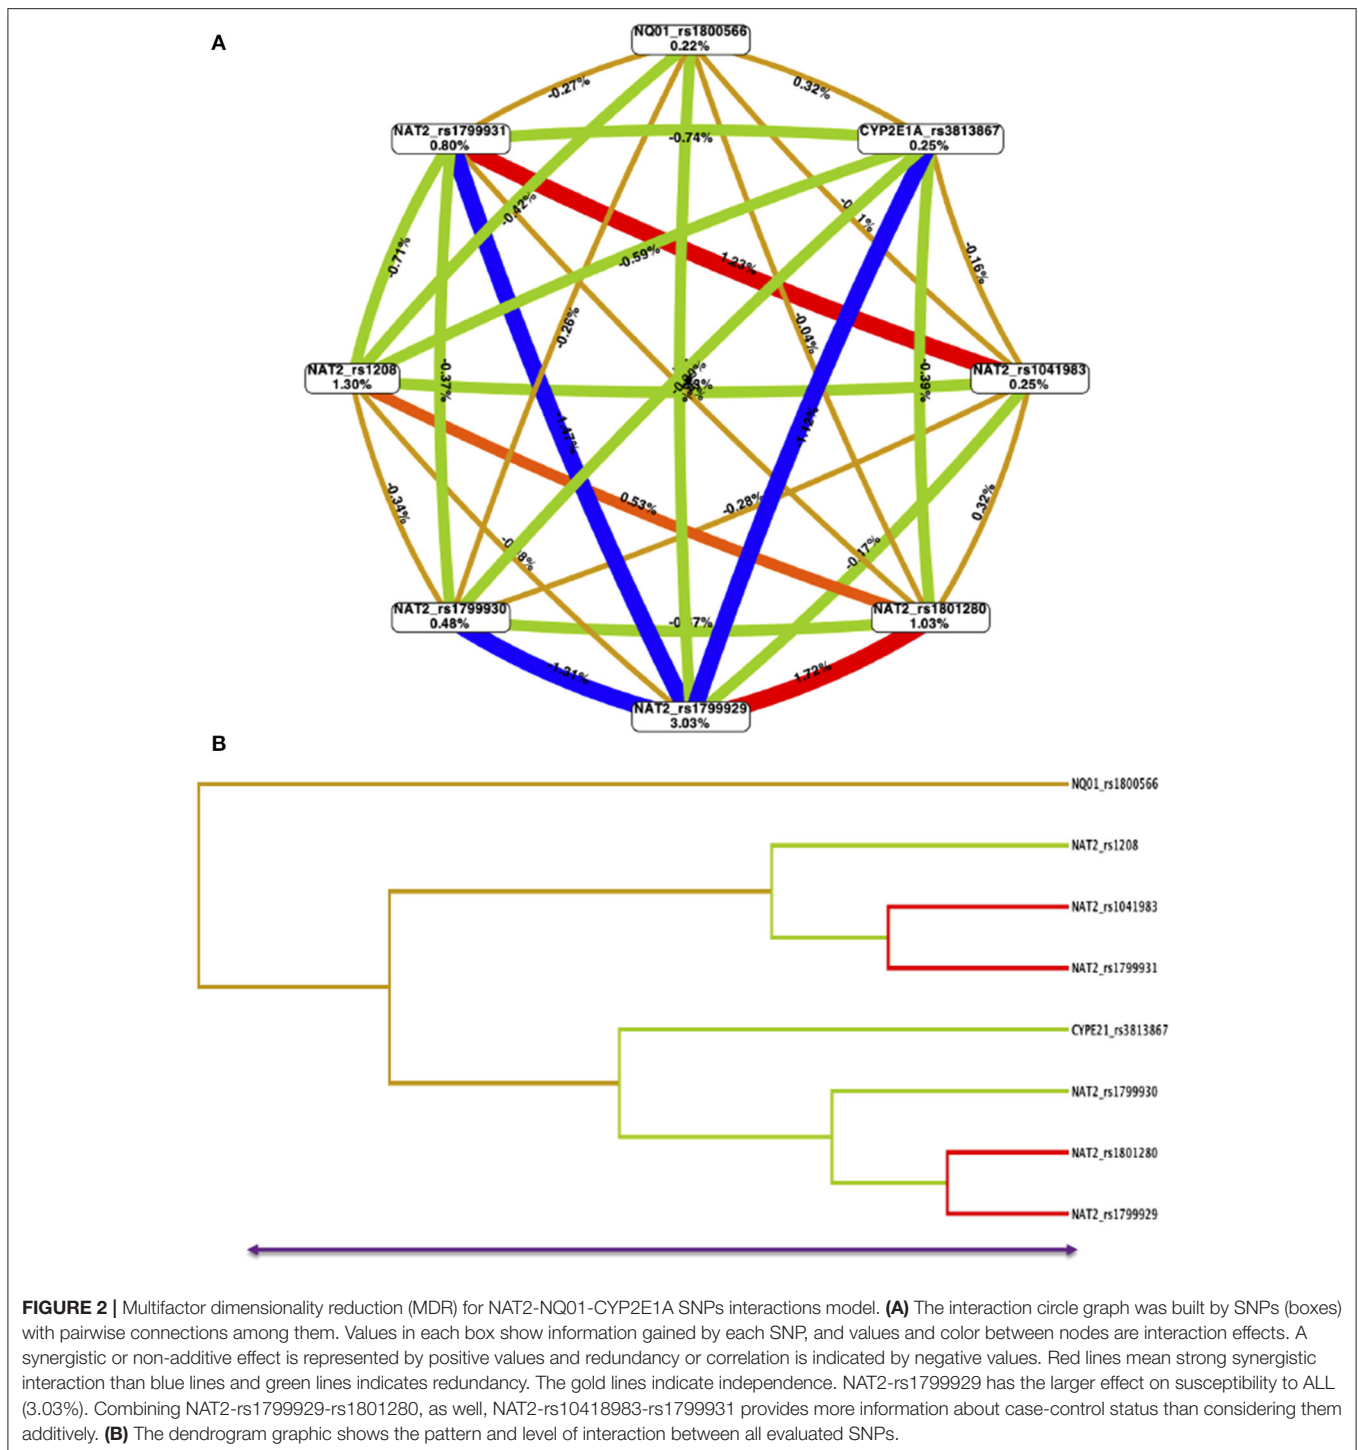 A
NQ01_rs1800566
0.22%
-0.27%
0.32%
NAT2_rs1799931
0.80%
-0.74%
CYP2E1A_rs3813867
0.25%
-0.42%
-0.71%
-0.59%
1.23%
-0.16%
-0.26%
-0.04%
NAT2_rs1208
1.30%
-0.37%
-0.39%
NAT2_rs1041983
0.25%
-1.47%
1.12%
-0.34%
0.53%
-0.28%
0.32%
-0.17%
NAT2_rs1799930
0.48%
NAT2_rs1801280
1.03%
-1.31%
1.72%
NAT2_rs1799929
3.03%
B
NQ01_rs1800566
NAT2_rs1208
NAT2_rs1041983
NAT2_rs1799931
CYPE21_rs3813867
NAT2_rs1799930
NAT2_rs1801280
NAT2_rs1799929
FIGURE 2 | Multifactor dimensionality reduction (MDR) for NAT2-NQ01-CYP2E1A SNPs interactions model. (A) The interaction circle graph was built by SNPs (boxes)
with pairwise connections among them. Values in each box show information gained by each SNP, and values and color between nodes are interaction effects. A
synergistic or non-additive effect is represented by positive values and redundancy or correlation is indicated by negative values. Red lines mean strong synergistic
interaction than blue lines and green lines indicates redundancy. The gold lines indicate independence. NAT2-rs1799929 has the larger effect on susceptibility to ALL
(3.03%). Combining NAT2-rs1799929-rs1801280, as well, NAT2-rs10418983-rs1799931 provides more information about case-control status than considering them
additively. (B) The dendrogram graphic shows the pattern and level of interaction between all evaluated SNPs.